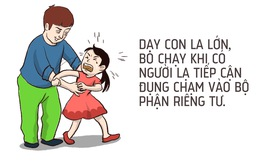 DẠY CON LA LỚN,
BỎ CHẠY KHI CÓ
NGƯỜI LẠ TIẾP CẬN
ĐỤNG CHẠM VÀO BỘ
PHẬN RIÊNG TƯ.